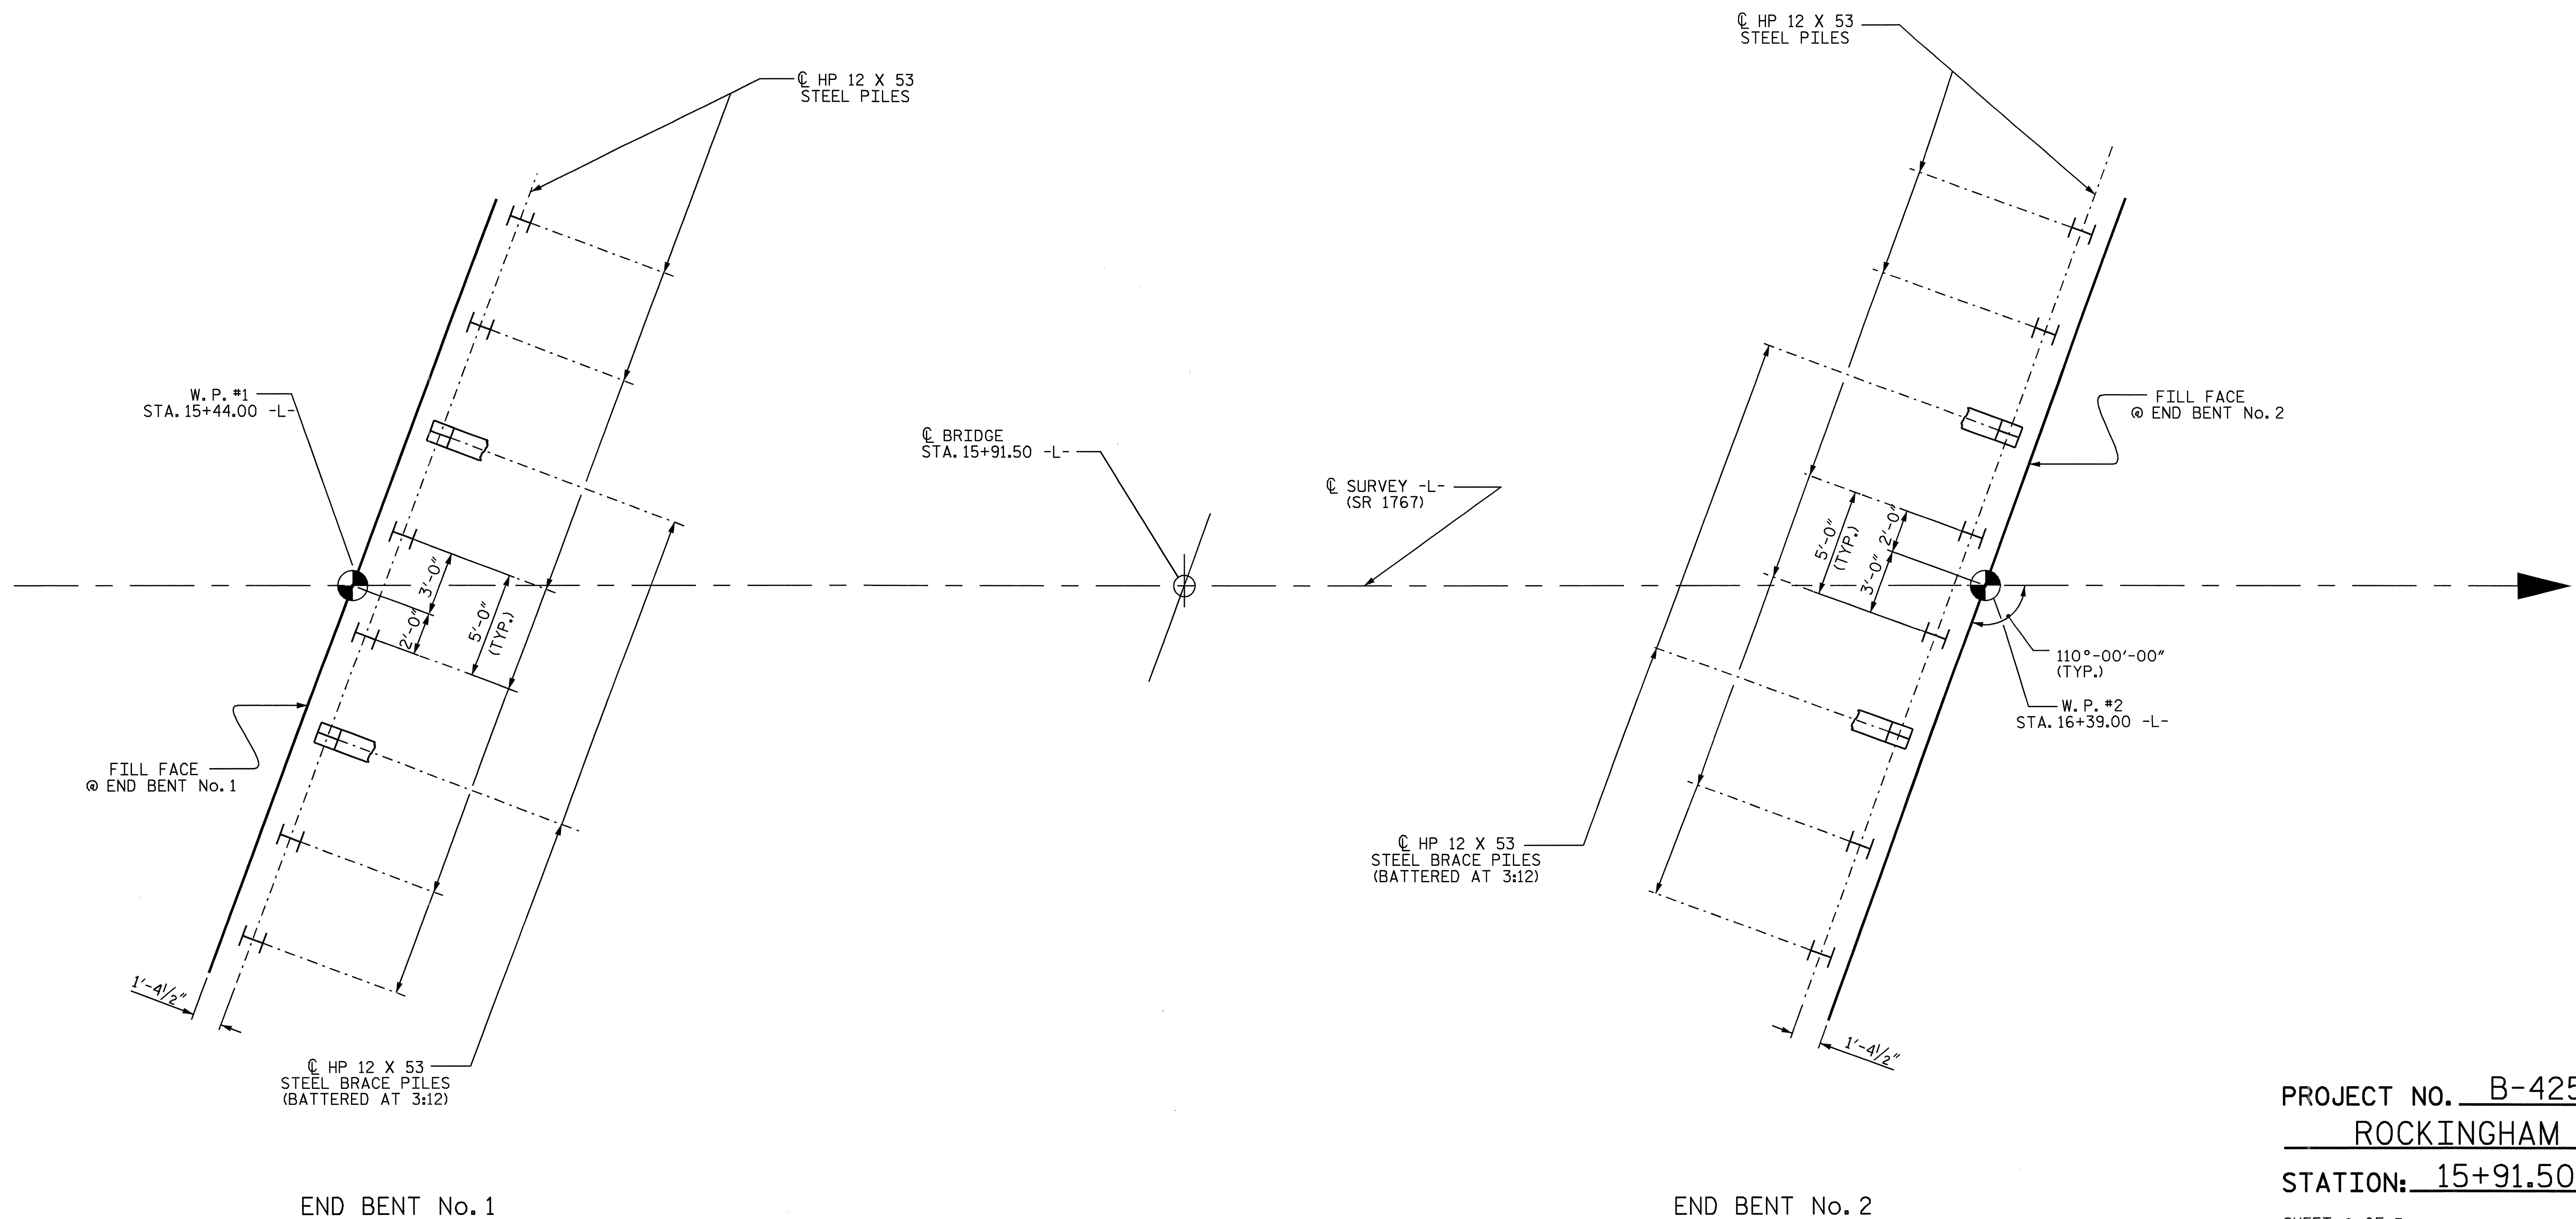 ℄ HP 12 X 53
STEEL PILES
℄ HP 12 X 53
STEEL PILES
W.P. #1
STA. 15+44.00 -L-
℄ BRIDGE
STA. 15+91.50 -L-
℄ SURVEY -L-
(SR 1767)
FILL FACE
@ END BENT No. 2
3'-0"
2'-0"
5'-0"
(TYP.)
5'-0"
(TYP.)
2'-0"
3'-0"
110°-00'-00"
(TYP.)
W.P. #2
STA. 16+39.00 -L-
FILL FACE
@ END BENT No. 1
℄ HP 12 X 53
STEEL BRACE PILES
(BATTERED AT 3:12)
1'-4½"
1'-4½"
℄ HP 12 X 53
STEEL BRACE PILES
(BATTERED AT 3:12)
PROJECT NO. B-425
ROCKINGHAM
STATION: 15+91.50
END BENT No. 1
END BENT No. 2